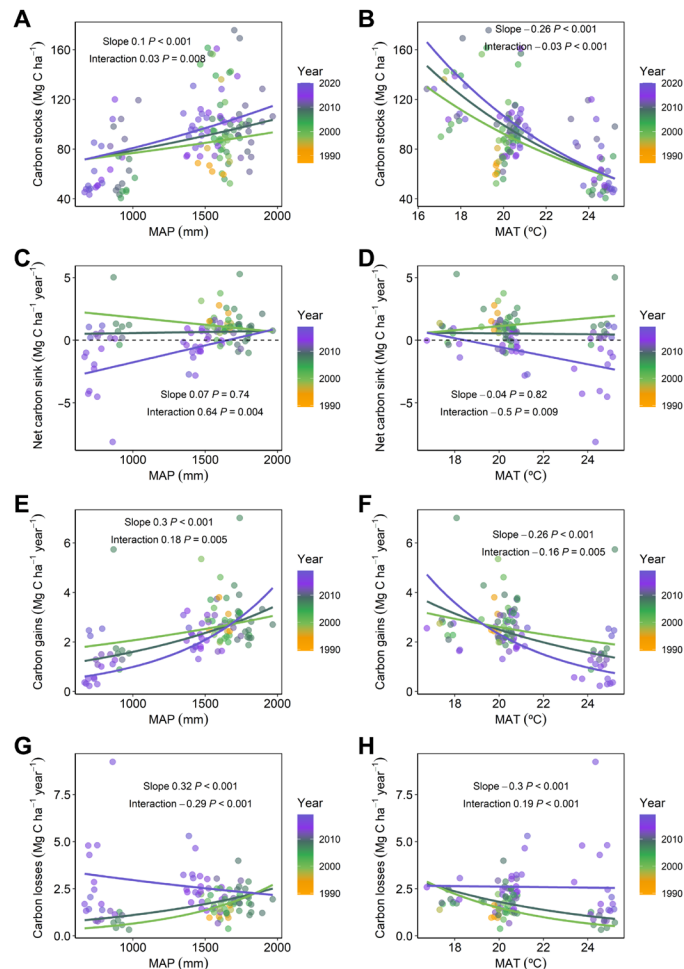 A
Slope 0.1 P < 0.001
Interaction 0.03 P = 0.008
Carbon stocks (Mg C ha⁻¹)
160
120
80
40
1000
1500
2000
MAP (mm)
Year
2020
2010
2000
1990
B
Slope − 0.26 P < 0.001
Interaction − 0.03 P < 0.001
Carbon stocks (Mg C ha⁻¹)
160
120
80
40
16
18
20
22
24
MAT (ºC)
Year
2020
2010
2000
1990
C
Net carbon sink (Mg C ha⁻¹ year⁻¹)
5
0
−5
Slope 0.07 P = 0.74
Interaction 0.64 P = 0.004
1000
1500
2000
MAP (mm)
Year
2010
2000
1990
D
Net carbon sink (Mg C ha⁻¹ year⁻¹)
5
0
−5
Slope − 0.04 P = 0.82
Interaction − 0.5 P = 0.009
18
20
22
24
MAT (ºC)
Year
2010
2000
1990
E
Slope 0.3 P < 0.001
Interaction 0.18 P = 0.005
Carbon gains (Mg C ha⁻¹ year⁻¹)
6
4
2
0
1000
1500
2000
MAP (mm)
Year
2010
2000
1990
F
Slope − 0.26 P < 0.001
Interaction − 0.16 P = 0.005
Carbon gains (Mg C ha⁻¹ year⁻¹)
6
4
2
0
18
20
22
24
MAT (ºC)
Year
2010
2000
1990
G
Slope 0.32 P < 0.001
Interaction − 0.29 P < 0.001
Carbon losses (Mg C ha⁻¹ year⁻¹)
7.5
5.0
2.5
0.0
1000
1500
2000
MAP (mm)
Year
2010
2000
1990
H
Slope − 0.3 P < 0.001
Interaction 0.19 P < 0.001
Carbon losses (Mg C ha⁻¹ year⁻¹)
7.5
5.0
2.5
0.0
18
20
22
24
MAT (ºC)
Year
2010
2000
1990